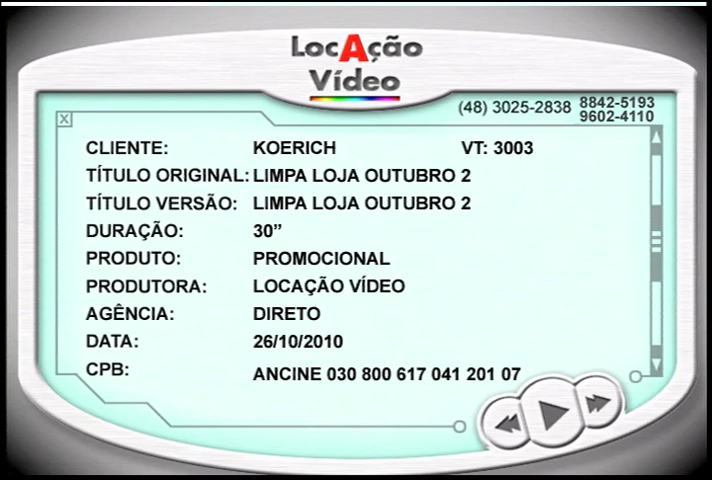 LocAção
Vídeo
(48) 3025-2838 8842-5193
9602-4110
X
CLIENTE: KOERICH VT: 3003
TÍTULO ORIGINAL: LIMPA LOJA OUTUBRO 2
TÍTULO VERSÃO: LIMPA LOJA OUTUBRO 2
DURAÇÃO: 30”
PRODUTO: PROMOCIONAL
PRODUTORA: LOCAÇÃO VÍDEO
AGÊNCIA: DIRETO
DATA: 26/10/2010
CPB: ANCINE 030 800 617 041 201 07